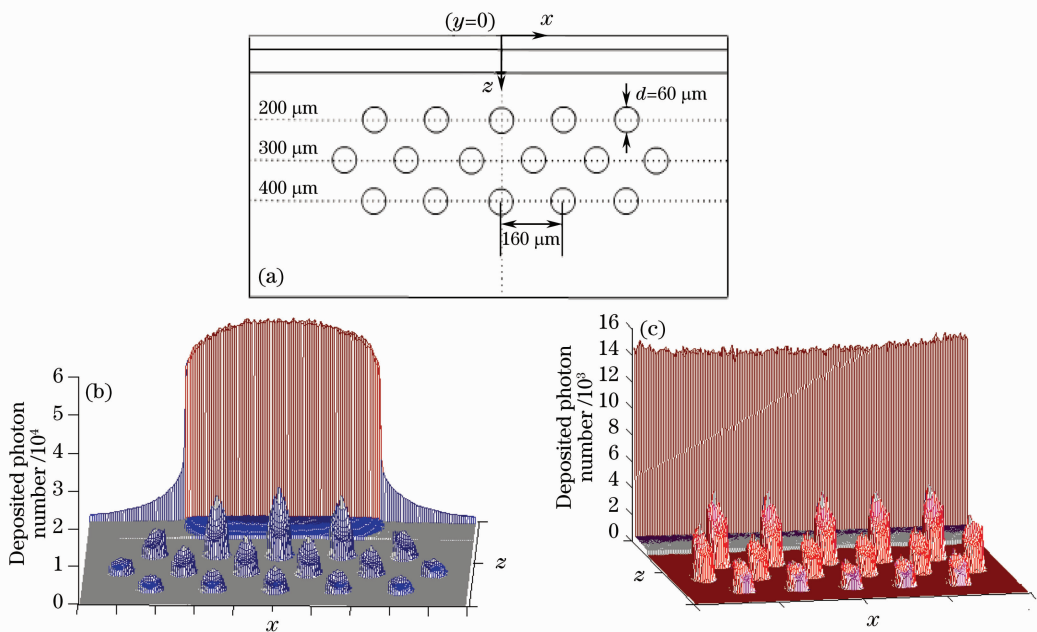 (y=0)
x
z
d=60 μm
200 μm
300 μm
400 μm
160 μm
(a)
(b)
Deposited photon
number /10⁴
6
5
4
3
2
1
0
z
x
(c)
Deposited photon
number /10³
16
14
12
10
8
6
4
2
0
z
x